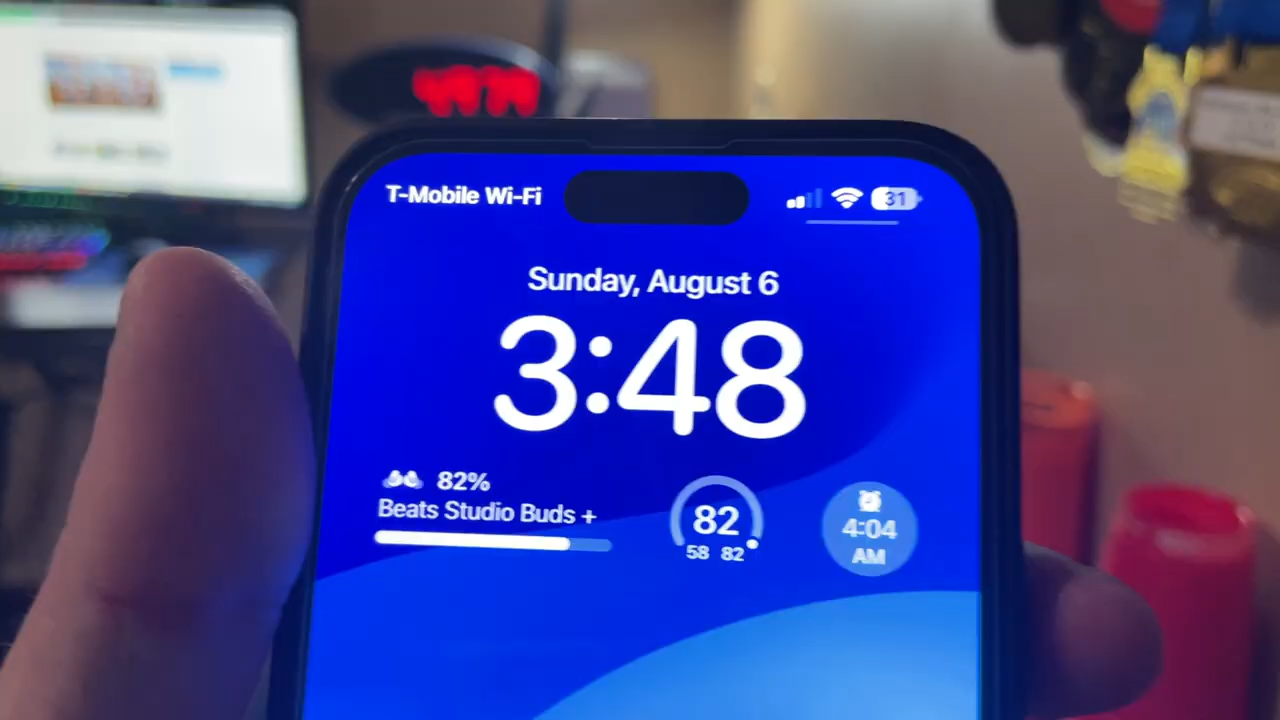 T-Mobile Wi-Fi
31
Sunday, August 6
3:48
82%
Beats Studio Buds +
82
58 82
4:04
AM